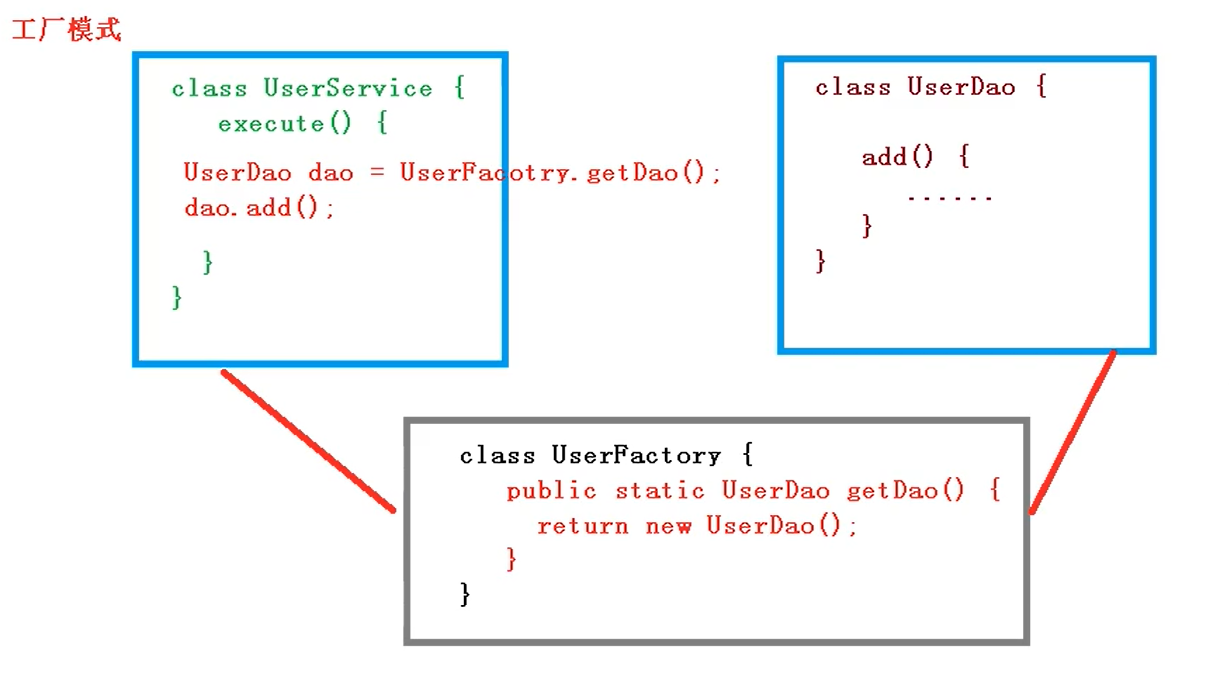 工厂模式
class UserService {
execute() {
UserDao dao = UserFacotry.getDao();
dao.add();
}
}
class UserDao {
add() {
......
}
}
class UserFactory {
public static UserDao getDao() {
return new UserDao();
}
}